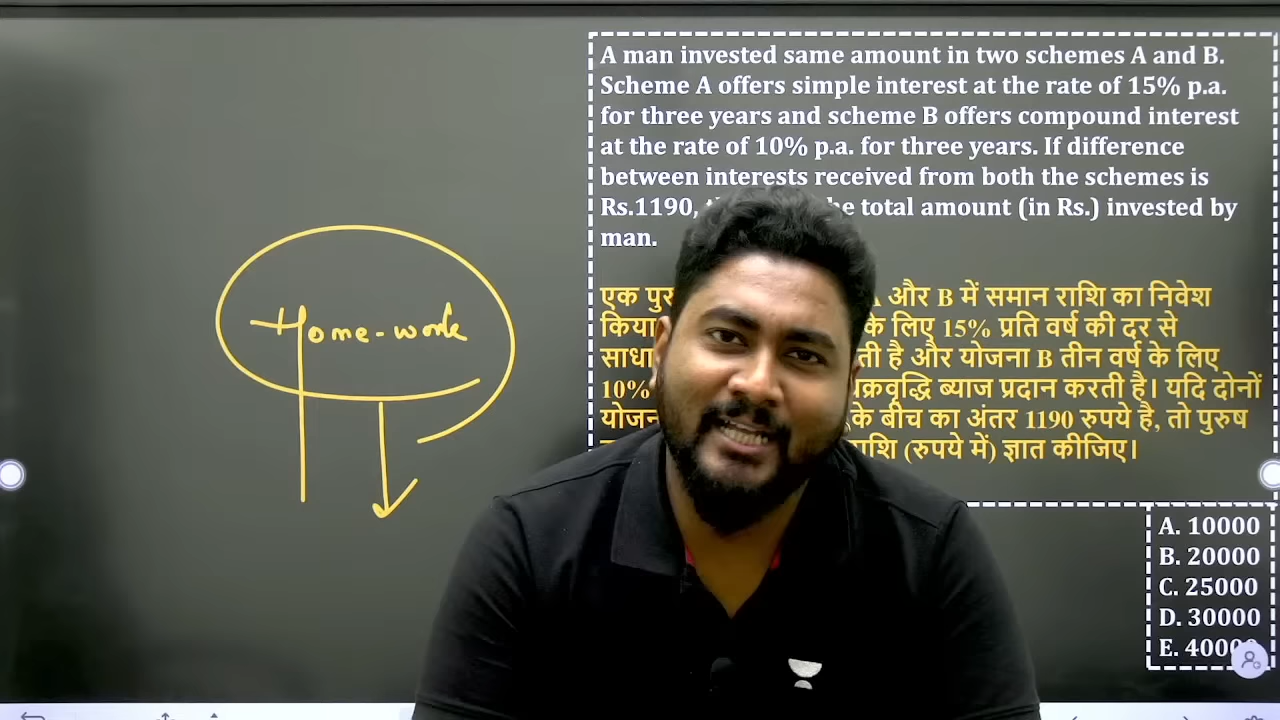 A man invested same amount in two schemes A and B.
Scheme A offers simple interest at the rate of 15% p.a.
for three years and scheme B offers compound interest
at the rate of 10% p.a. for three years. If difference
between interests received from both the schemes is
Rs.1190, the total amount (in Rs.) invested by
man.
एक पुरुष A और B में समान राशि का निवेश
किया के लिए 15% प्रति वर्ष की दर से
ती है और योजना B तीन वर्ष के लिए
10% चक्रवृद्धि ब्याज प्रदान करती है। यदि दोनों
के बीच का अंतर 1190 रुपये है, तो पुरुष
राशि (रुपये में) ज्ञात कीजिए।
Home-work
A. 10000
B. 20000
C. 25000
D. 30000
E. 4000